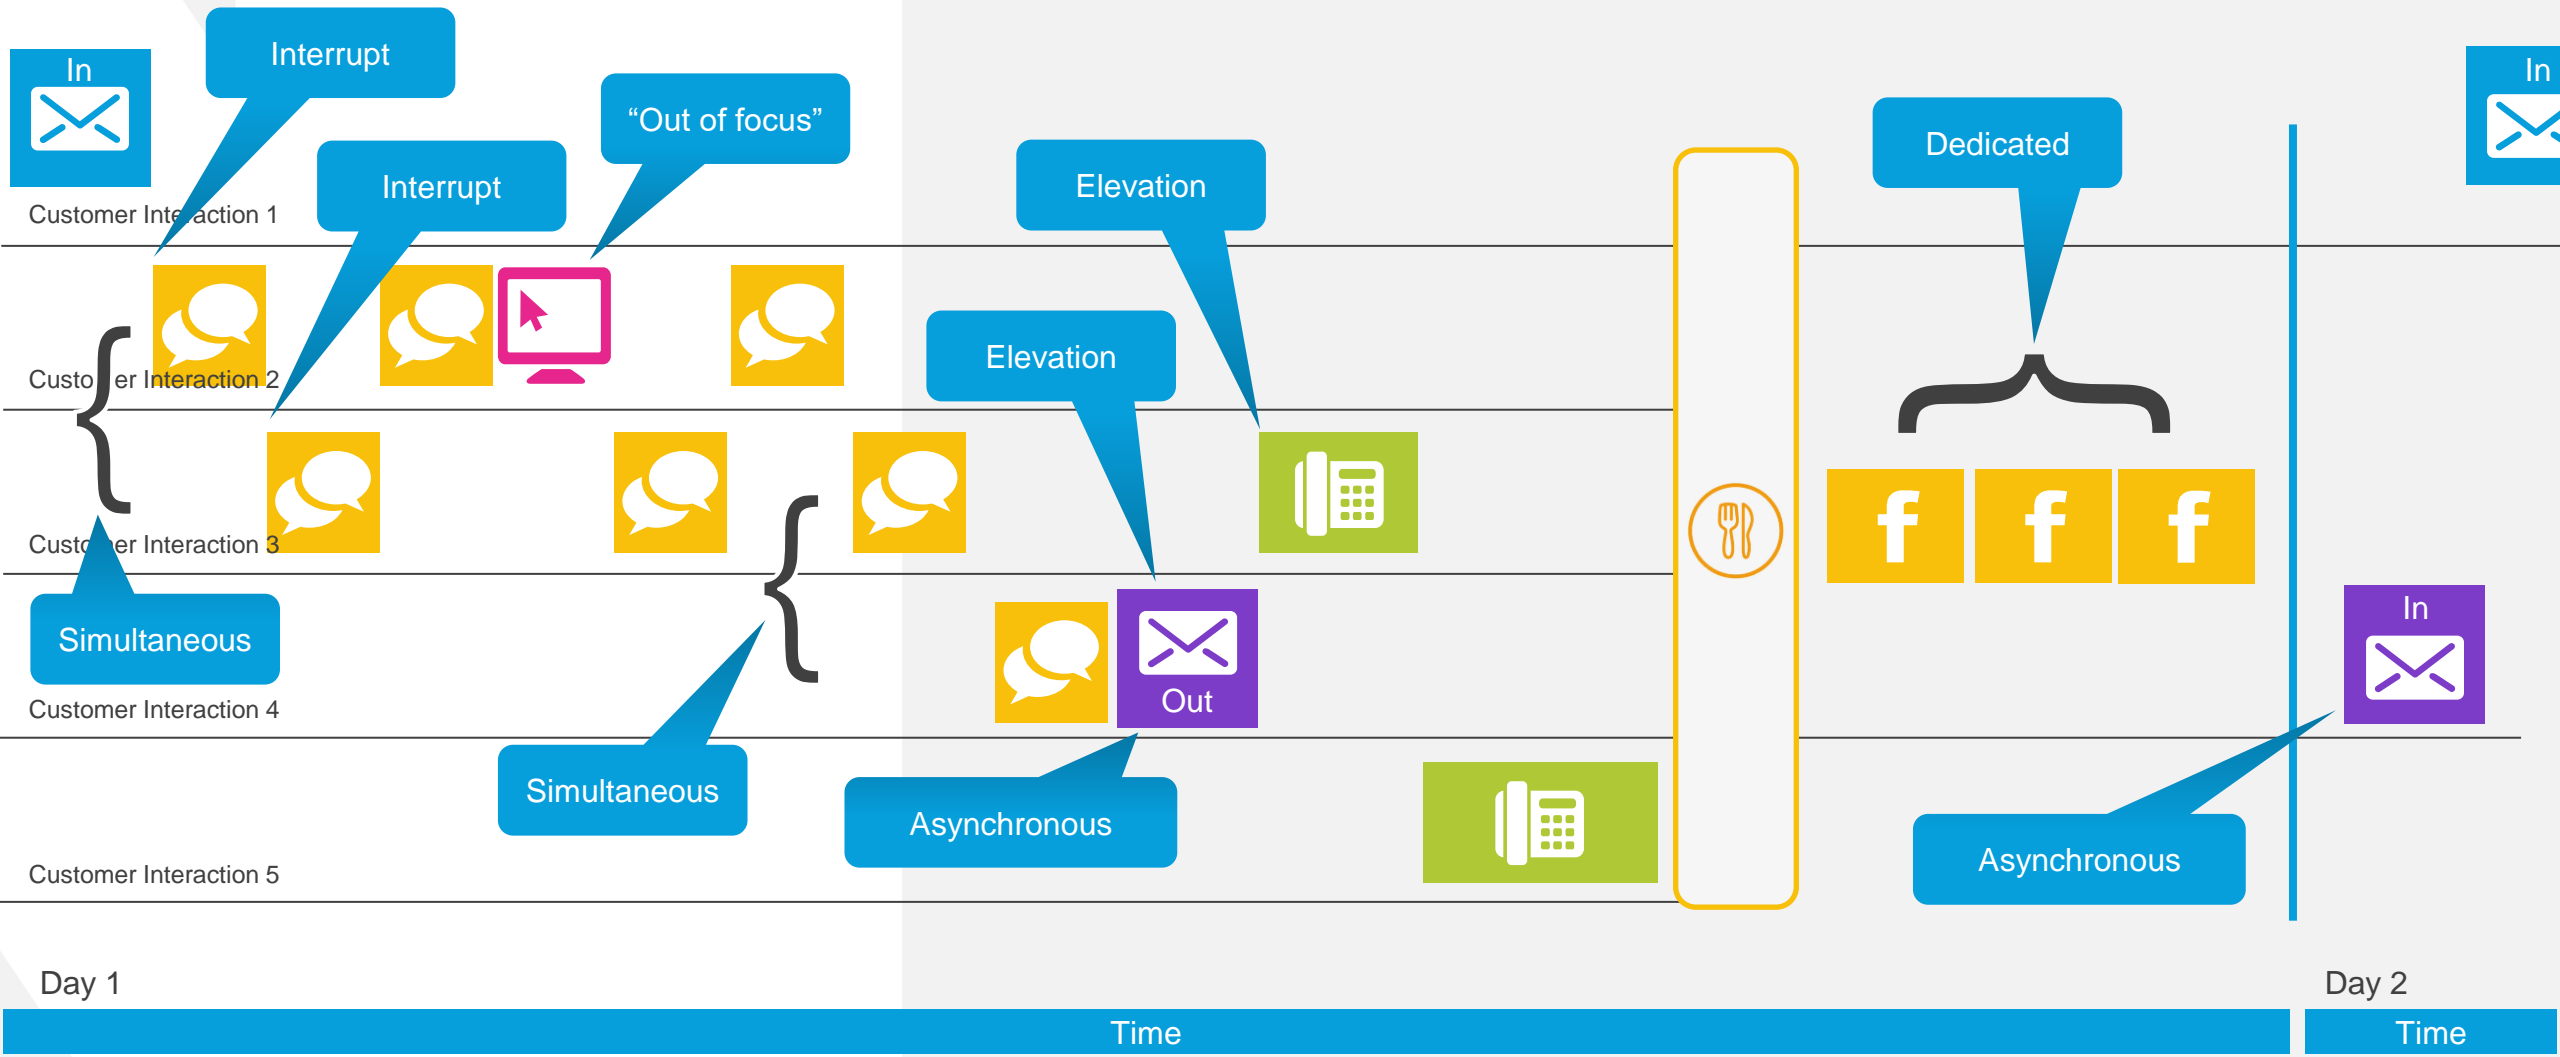 Interrupt
In
“Out of focus”
Interrupt
Customer Interaction 1
Elevation
Dedicated
In
Customer Interaction 2
Elevation
Customer Interaction 3
f
f
f
Simultaneous
Customer Interaction 4
Out
In
Simultaneous
Asynchronous
Asynchronous
Customer Interaction 5
Day 1
Day 2
Time
Time